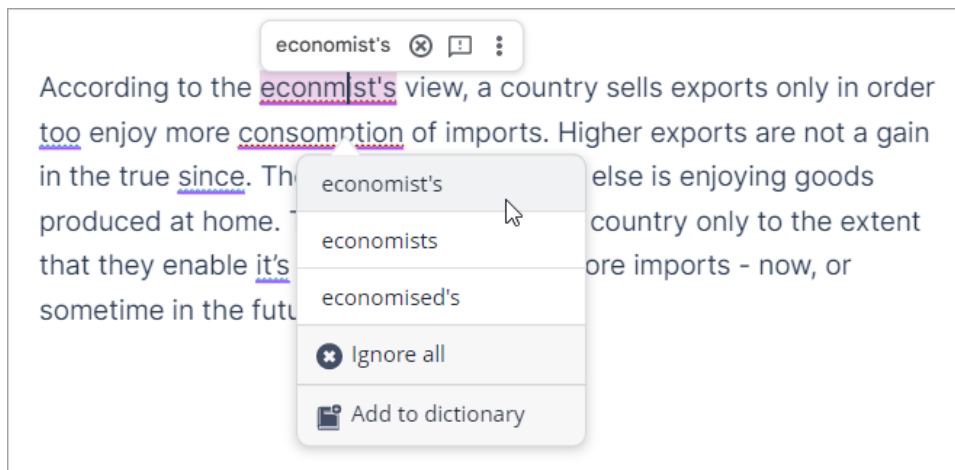 economist's
According to the econmist's view, a country sells exports only in order
too enjoy more consomption of imports. Higher exports are not a gain
in the true since. else is enjoying goods
produced at home. country only to the extent
that they enable it's imports - now, or
sometime in the
economist's
economists
economised's
Ignore all
Add to dictionary